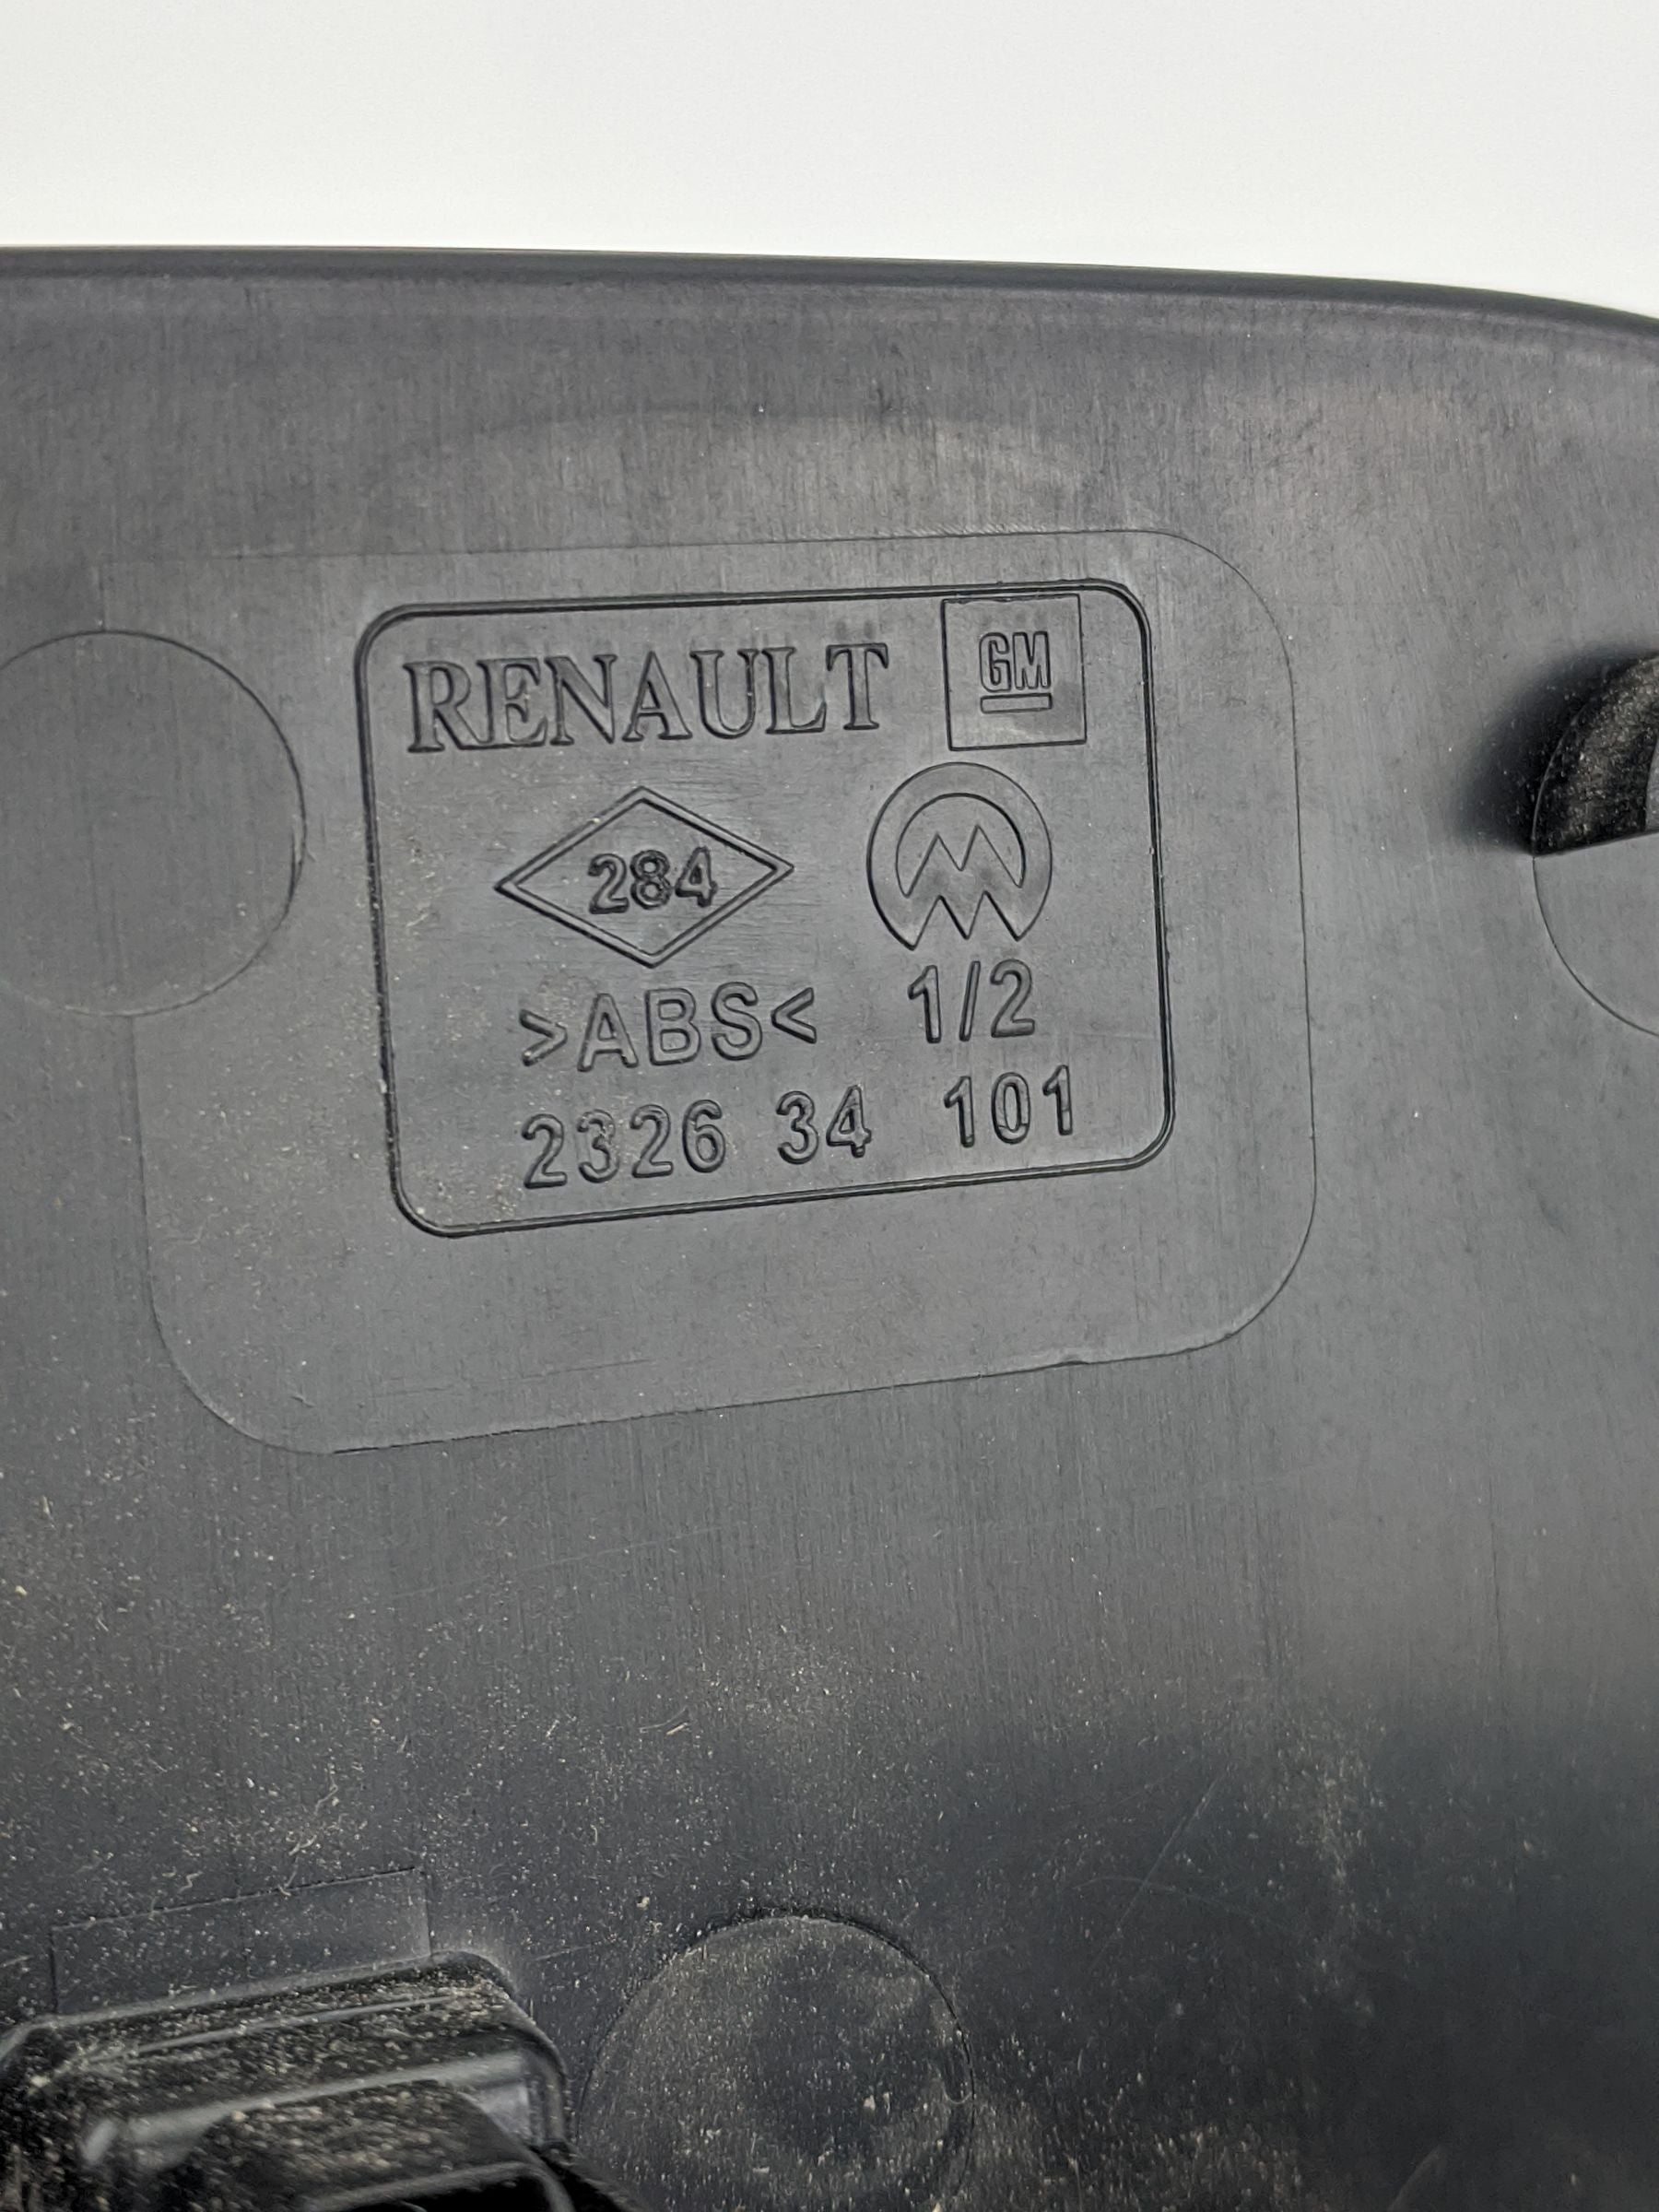 RENAULT GM
284
>ABS< 1/2
2326 34 101